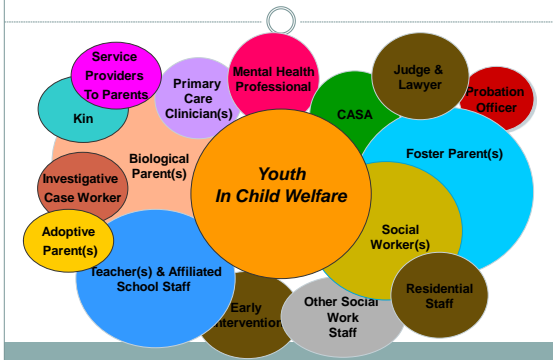 Service
Providers
To Parents
Kin
Primary
Care
Clinician(s)
Mental Health
Professional
CASA
Judge &
Lawyer
Probation
Officer
Biological
Parent(s)
Youth
In Child Welfare
Foster Parent(s)
Investigative
Case Worker
Adoptive
Parent(s)
Social
Worker(s)
Teacher(s) & Affiliated
School Staff
Early
Intervention
Other Social
Work
Staff
Residential
Staff